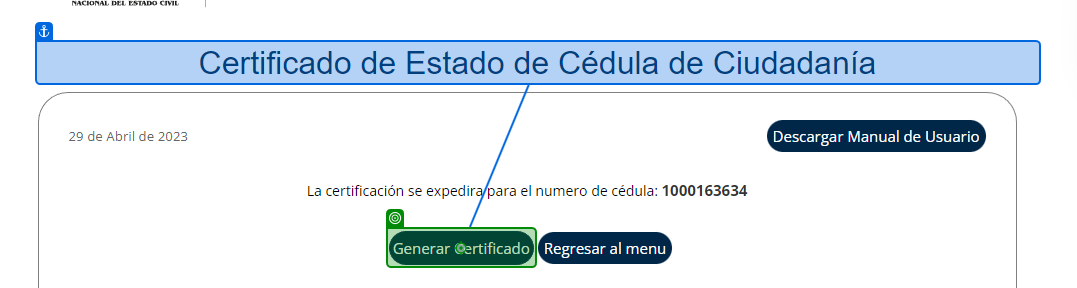 NACIONAL DEL ESTADO CIVIL
Certificado de Estado de Cédula de Ciudadanía
29 de Abril de 2023
Descargar Manual de Usuario
La certificación se expedira para el numero de cédula: 1000163634
Generar Certificado
Regresar al menu